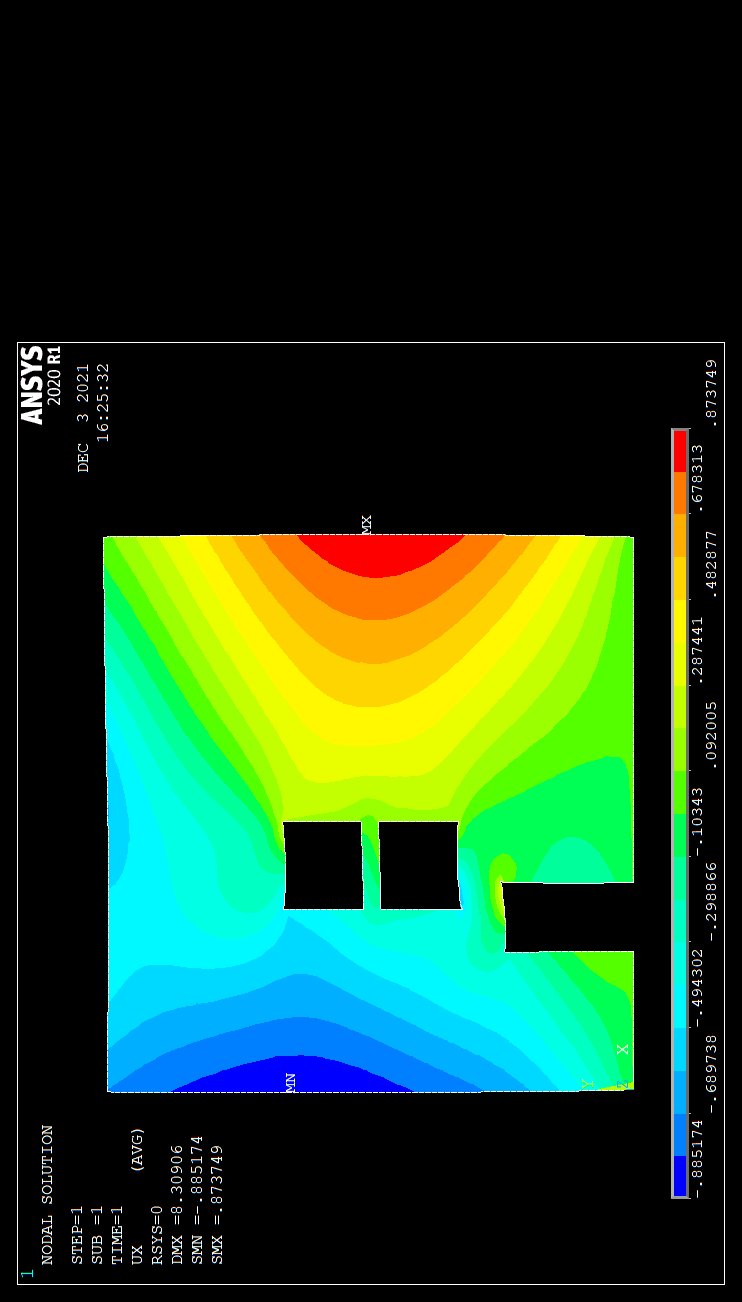 1
NODAL SOLUTION
STEP=1
SUB =1
TIME=1
UX (AVG)
RSYS=0
DMX =8.30906
SMN =-.885174
SMX =.873749
ANSYS
2020 R1
DEC 3 2021
16:25:32
MN
MX
Y
Z X
-.885174
-.689738
-.494302
-.298866
-.10343
.092005
.287441
.482877
.678313
.873749